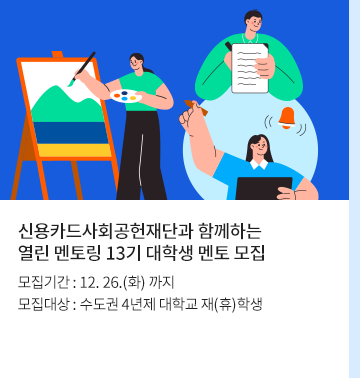 신용카드사회공헌재단과 함께하는
열린 멘토링 13기 대학생 멘토 모집
모집기간 : 12. 26.(화) 까지
모집대상 : 수도권 4년제 대학교 재(휴)학생